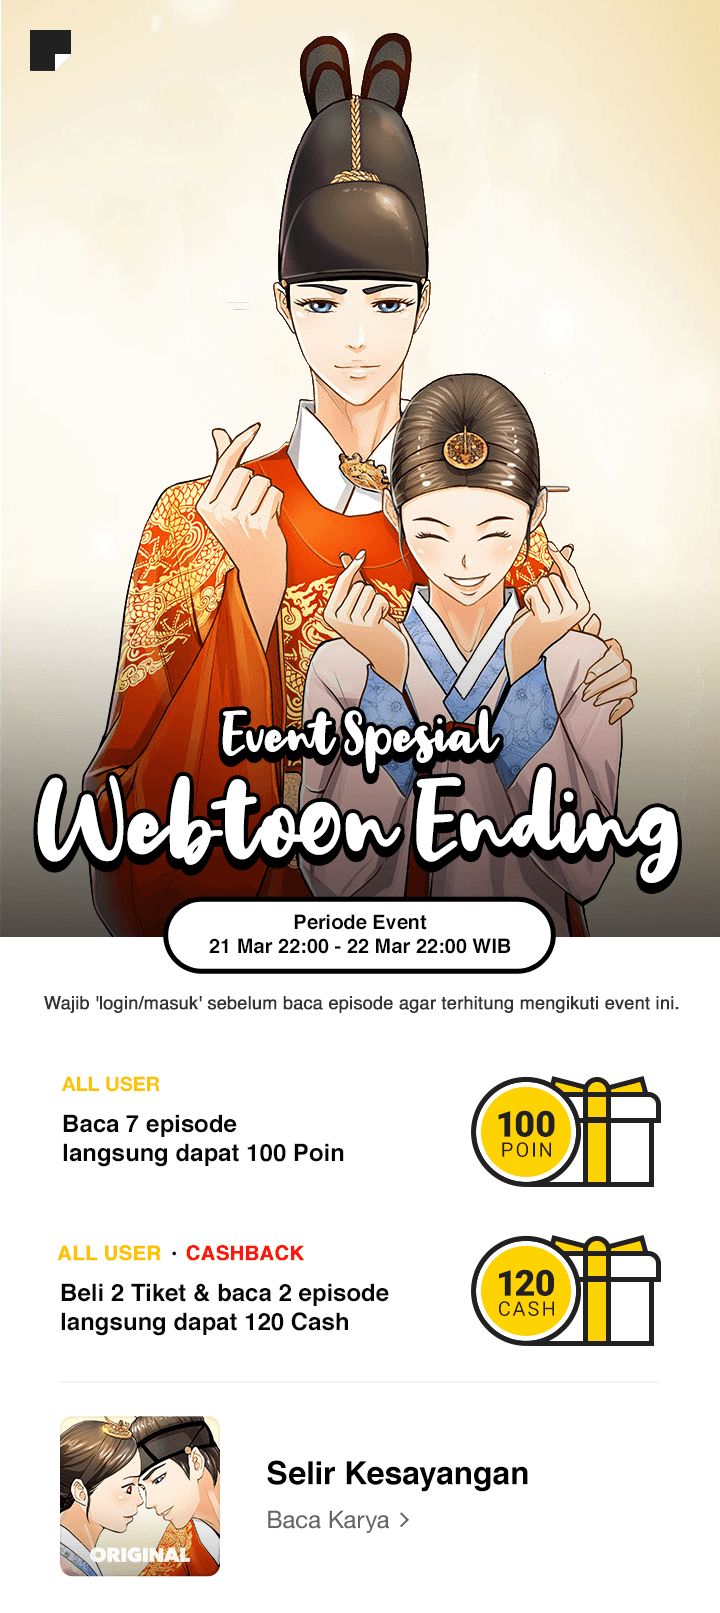 Event Spesial
Webtoon Ending
Periode Event
21 Mar 22:00 - 22 Mar 22:00 WIB
Wajib 'login/masuk' sebelum baca episode agar terhitung mengikuti event ini.
ALL USER
Baca 7 episode
langsung dapat 100 Poin
100
POIN
ALL USER · CASHBACK
Beli 2 Tiket & baca 2 episode
langsung dapat 120 Cash
120
CASH
ORIGINAL
Selir Kesayangan
Baca Karya >